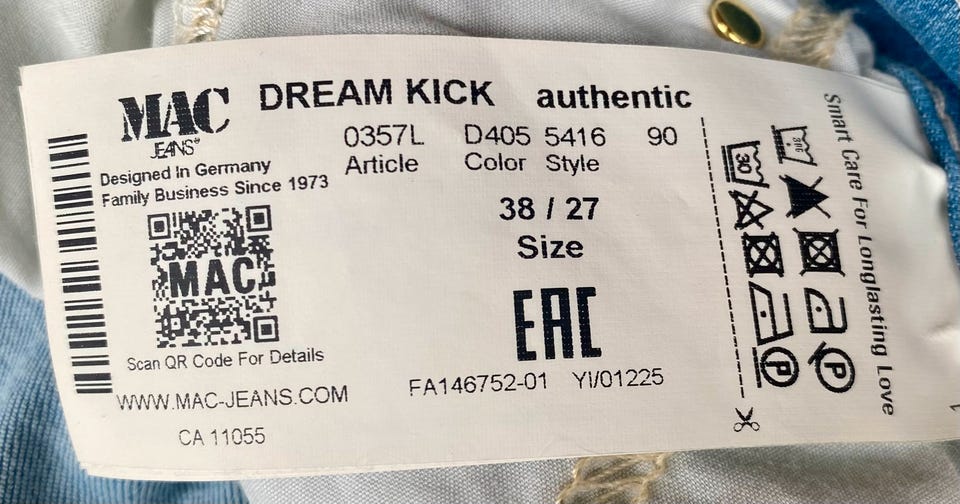 MAC
JEANS®
DREAM KICK authentic
0357L D405 5416 90
Article Color Style
Designed In Germany
Family Business Since 1973
38 / 27
Size
MAC
EAC
Scan QR Code For Details
WWW.MAC-JEANS.COM
FA146752-01 YI/01225
CA 11055
30
P
P
Smart Care For Longlasting Love